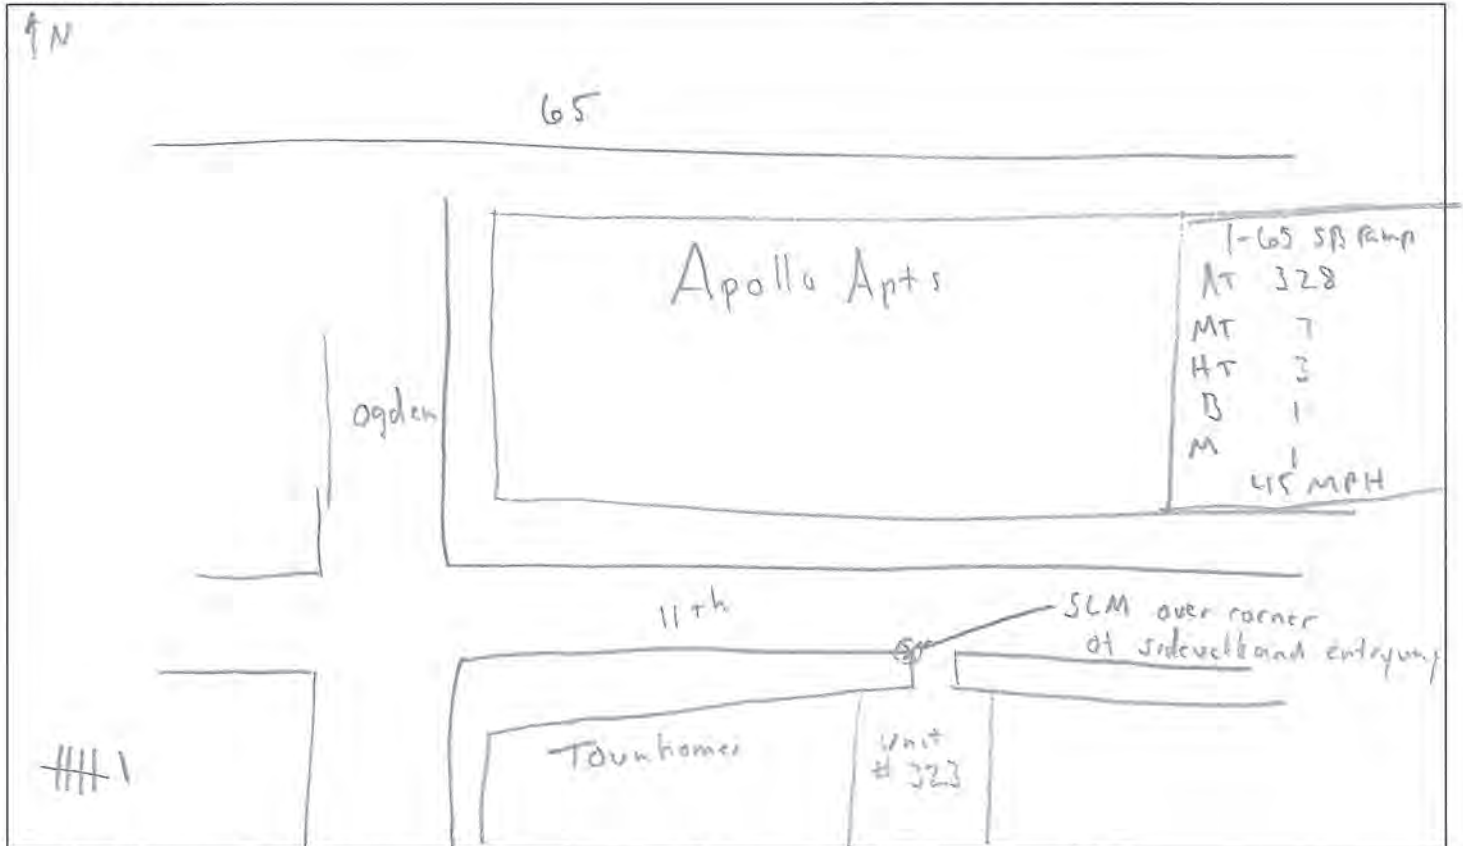 N
65
Apollo Apts
I-65 SB ramp
AT 328
MT 7
HT 3
B 1
M 1
45 MPH
Ogden
11th
SLM over corner
of sidewalk and entryway
Townhomes
Unit
# 323